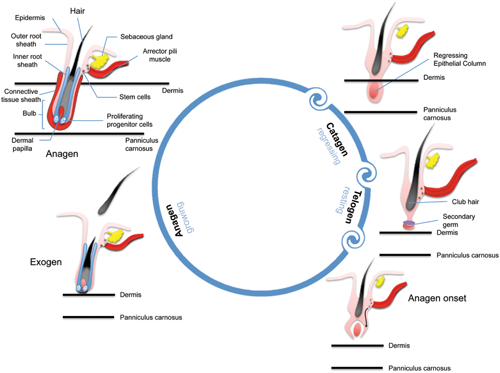 Epidermis
Hair
Outer root
sheath
Sebaceous gland
Inner root
sheath
Arrector pili
muscle
Connective
tissue sheath
Stem cells
Dermis
Bulb
Proliferating
progenitor cells
Dermal
papilla
Panniculus
carnosus
Anagen
Regressing
Epithelial Column
Dermis
Panniculus
carnosus
Catagen
regressing
Telogen
resting
Anagen
growing
Club hair
Secondary
germ
Dermis
Panniculus carnosus
Exogen
Dermis
Panniculus carnosus
Anagen onset
Dermis
Panniculus carnosus